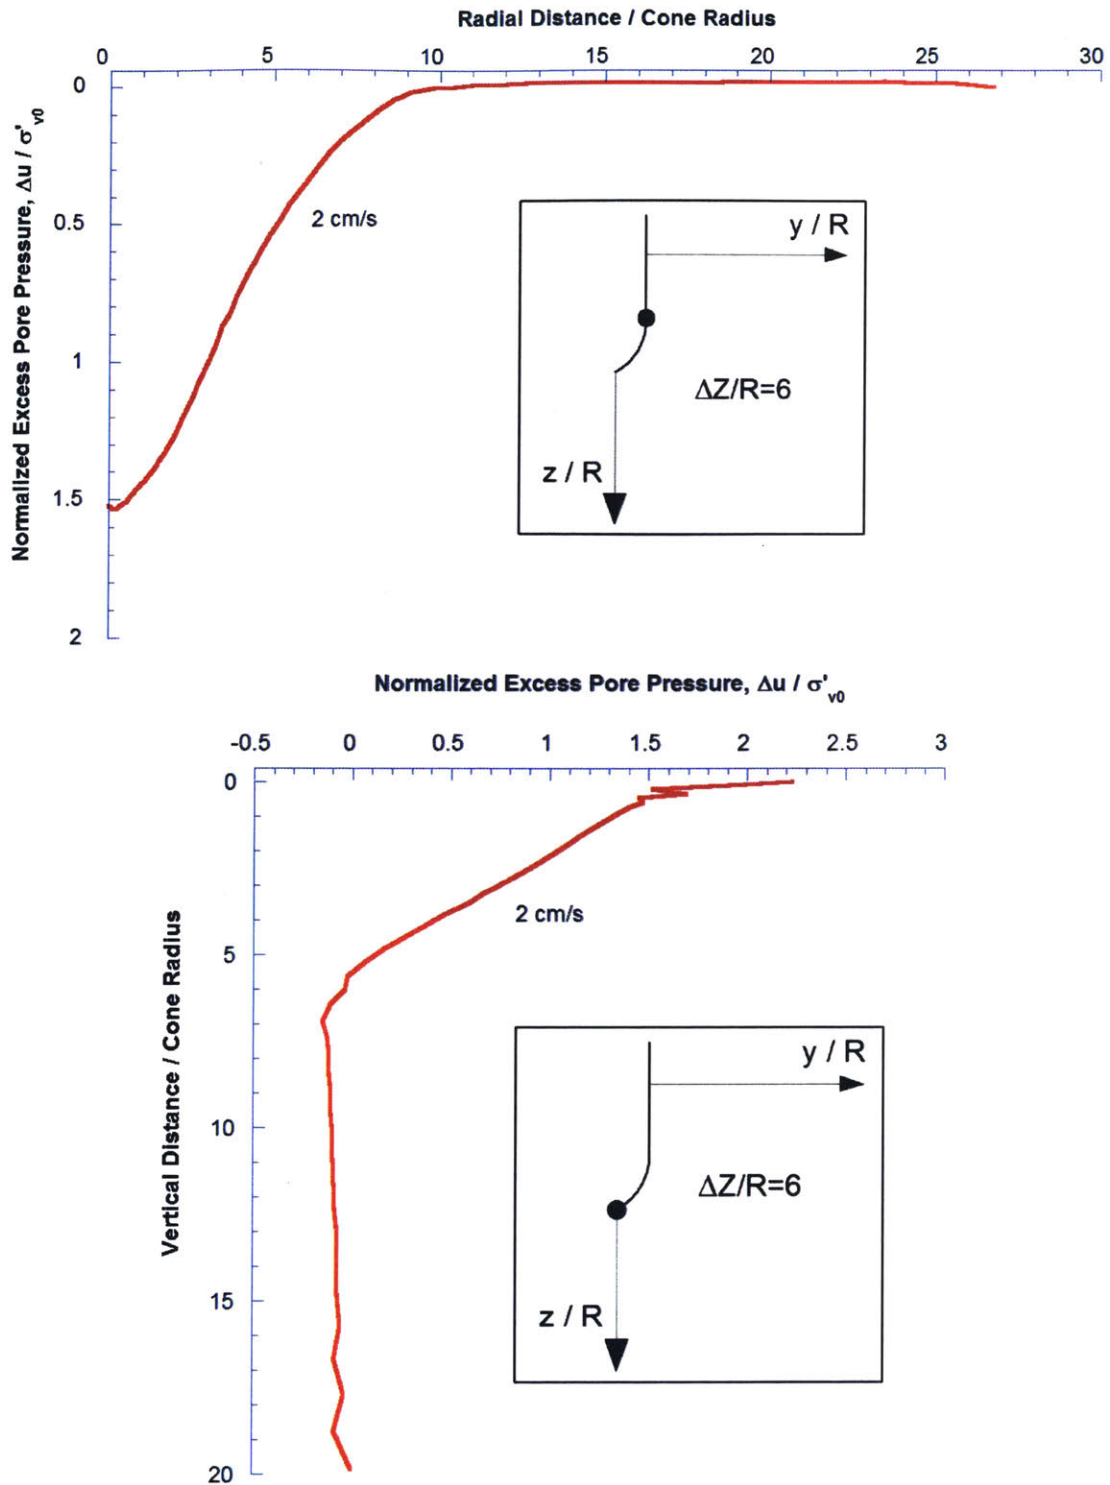 Radial Distance / Cone Radius
0 5 10 15 20 25 30
Normalized Excess Pore Pressure, Δu / σ'v0
0
0.5
1
1.5
2
2 cm/s
y / R
ΔZ/R=6
z / R
Normalized Excess Pore Pressure, Δu / σ'v0
-0.5 0 0.5 1 1.5 2 2.5 3
Vertical Distance / Cone Radius
0
5
10
15
20
2 cm/s
y / R
ΔZ/R=6
z / R